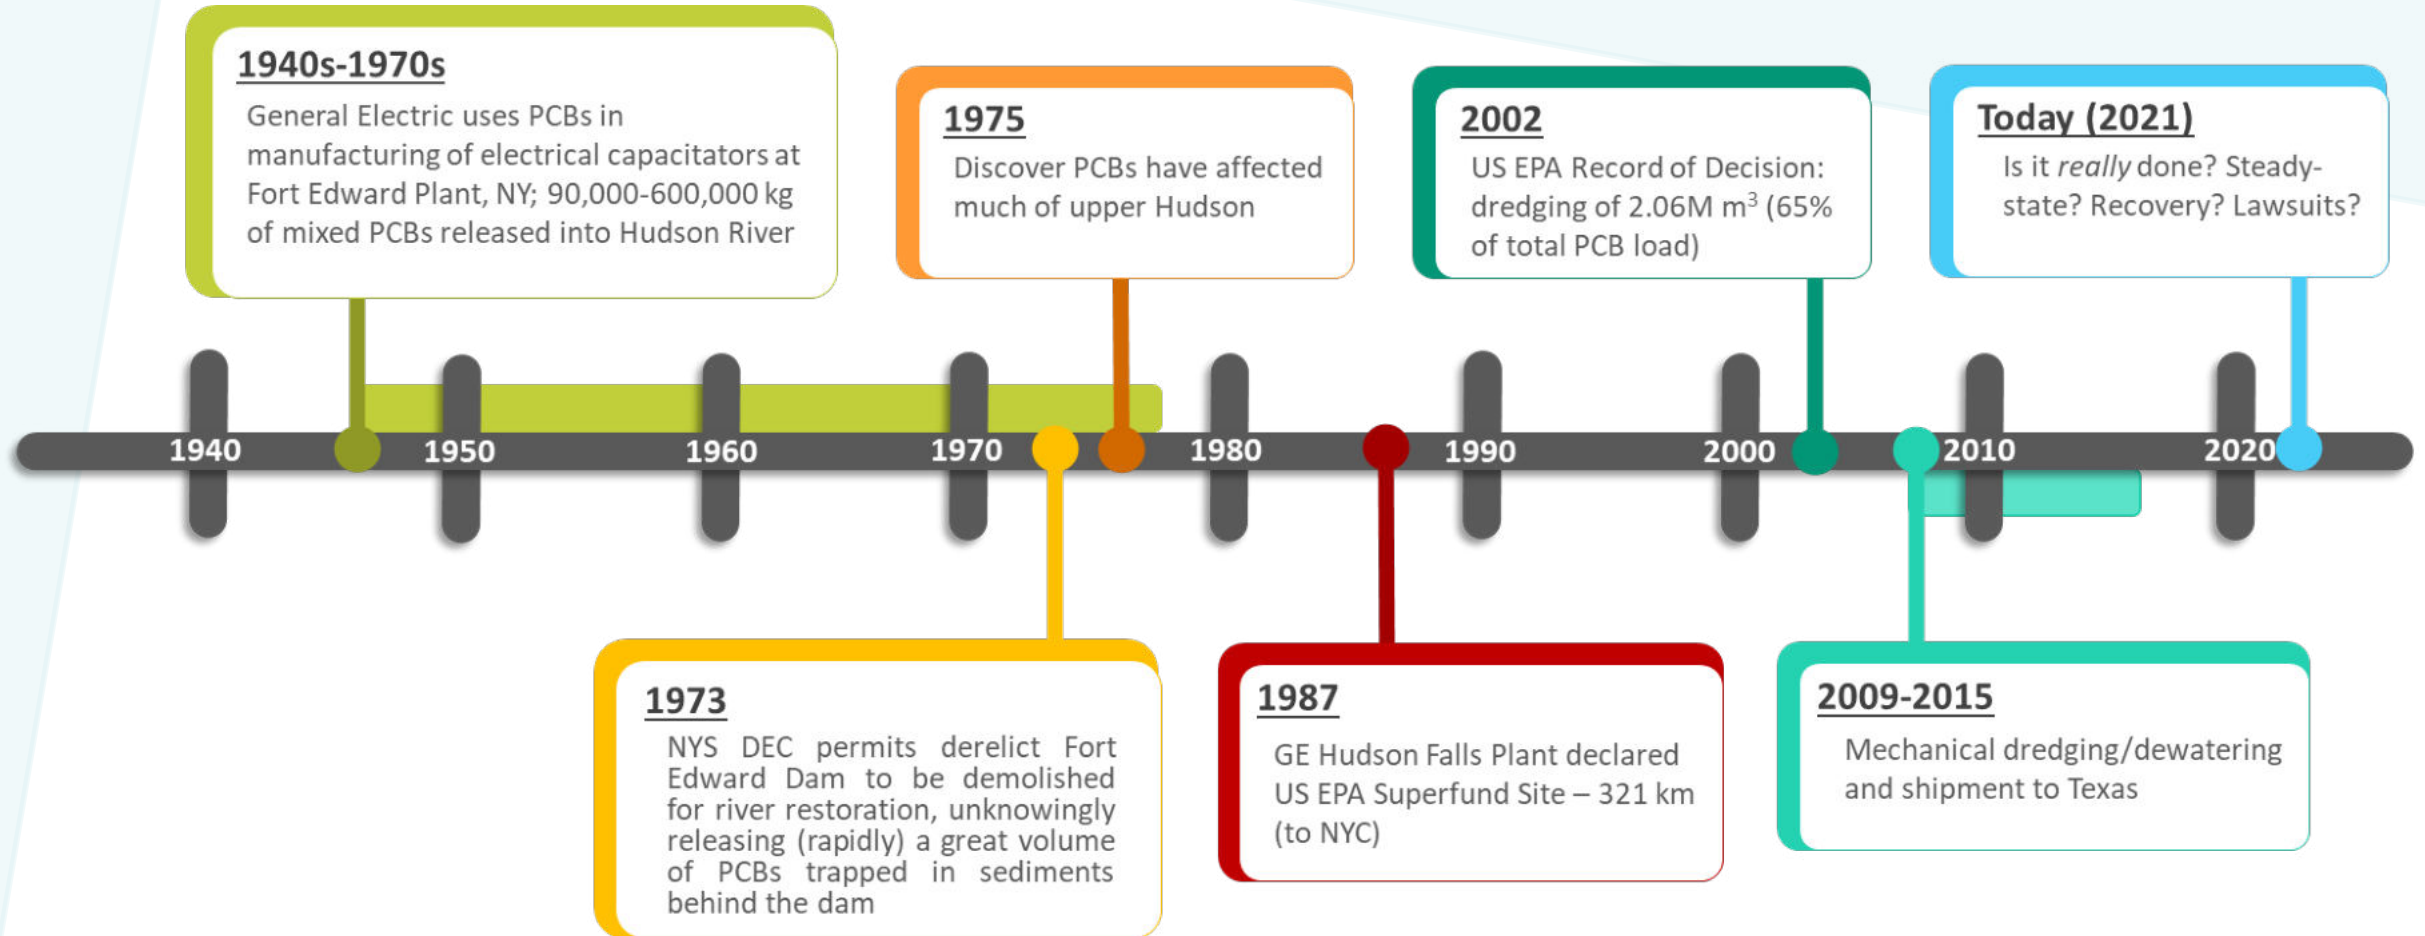 1940s-1970s
General Electric uses PCBs in
manufacturing of electrical capacitators at
Fort Edward Plant, NY; 90,000-600,000 kg
of mixed PCBs released into Hudson River
1975
Discover PCBs have affected
much of upper Hudson
2002
US EPA Record of Decision:
dredging of 2.06M m³ (65%
of total PCB load)
Today (2021)
Is it really done? Steady-
state? Recovery? Lawsuits?
1940
1950
1960
1970
1980
1990
2000
2010
2020
1973
NYS DEC permits derelict Fort
Edward Dam to be demolished
for river restoration, unknowingly
releasing (rapidly) a great volume
of PCBs trapped in sediments
behind the dam
1987
GE Hudson Falls Plant declared
US EPA Superfund Site – 321 km
(to NYC)
2009-2015
Mechanical dredging/dewatering
and shipment to Texas